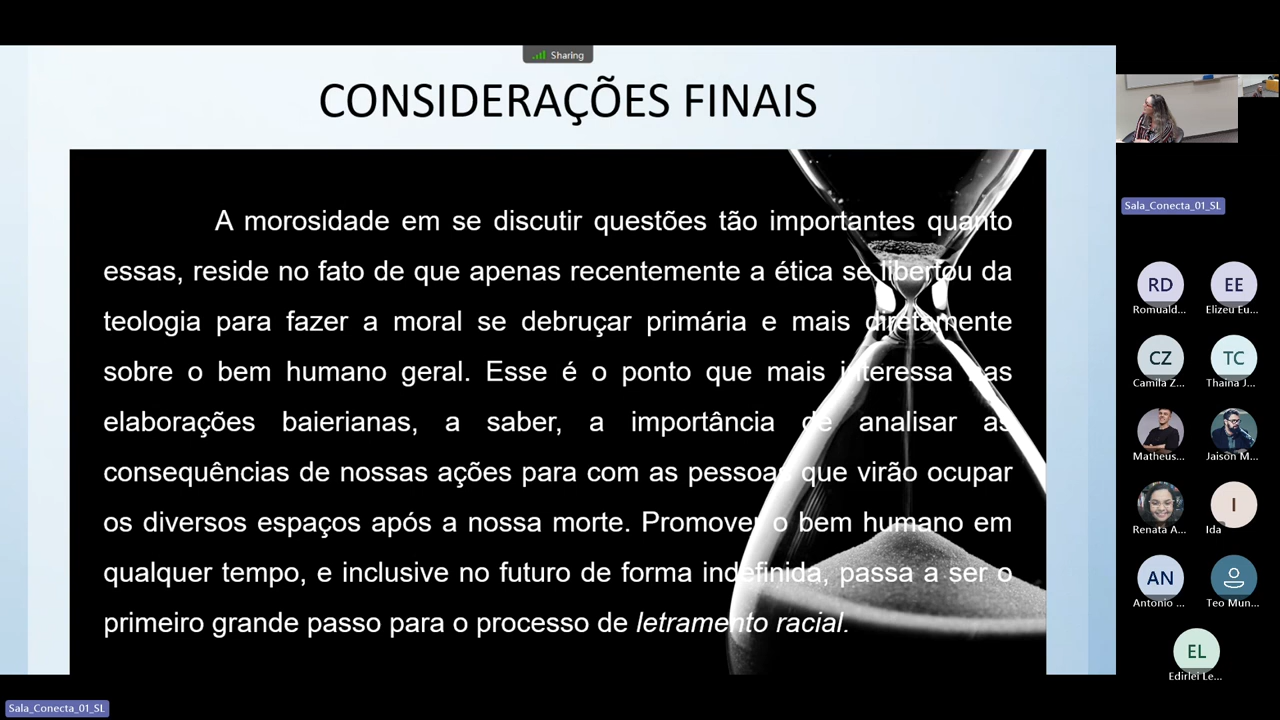 Sharing
CONSIDERAÇÕES FINAIS
A morosidade em se discutir questões tão importantes quanto
essas, reside no fato de que apenas recentemente a ética se libertou da
teologia para fazer a moral se debruçar primária e mais diretamente
sobre o bem humano geral. Esse é o ponto que mais interessa nas
elaborações baierianas, a saber, a importância de analisar as
consequências de nossas ações para com as pessoas que virão ocupar
os diversos espaços após a nossa morte. Promover o bem humano em
qualquer tempo, e inclusive no futuro de forma indefinida, passa a ser o
primeiro grande passo para o processo de letramento racial.
Sala_Conecta_01_SL
RD
EE
Romuald...
Elizeu Eu...
CZ
TC
Camila Z...
Thaina J...
Matheus...
Jaison M...
Renata A...
I
Ida
AN
Antonio ...
Teo Mun...
EL
Edirlei Le...
Sala_Conecta_01_SL